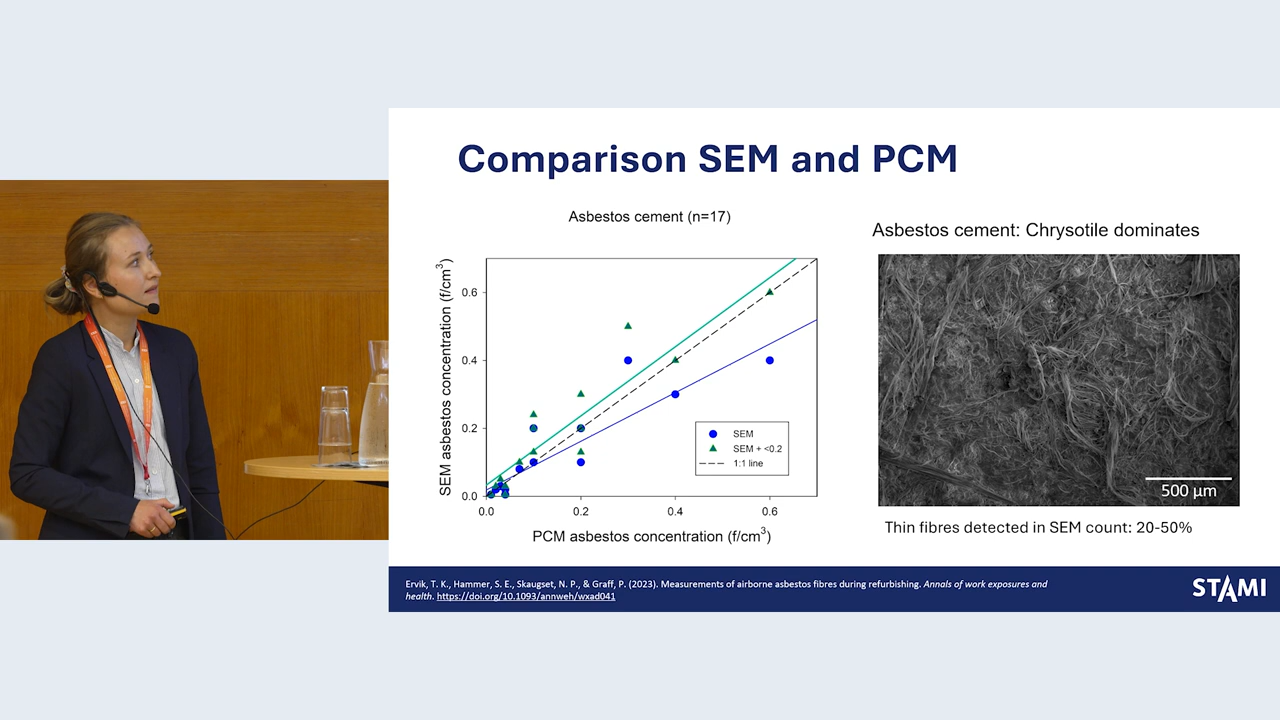 Comparison SEM and PCM
Asbestos cement (n=17)
SEM asbestos concentration (f/cm³)
0.6
0.4
0.2
0.0
0.0
0.2
0.4
0.6
PCM asbestos concentration (f/cm³)
SEM
SEM + <0.2
1:1 line
Asbestos cement: Chrysotile dominates
500 µm
Thin fibres detected in SEM count: 20-50%
Ervik, T. K., Hammer, S. E., Skaugset, N. P., & Graff, P. (2023). Measurements of airborne asbestos fibres during refurbishing. Annals of work exposures and
health. https://doi.org/10.1093/annweh/wxad041
STAMI